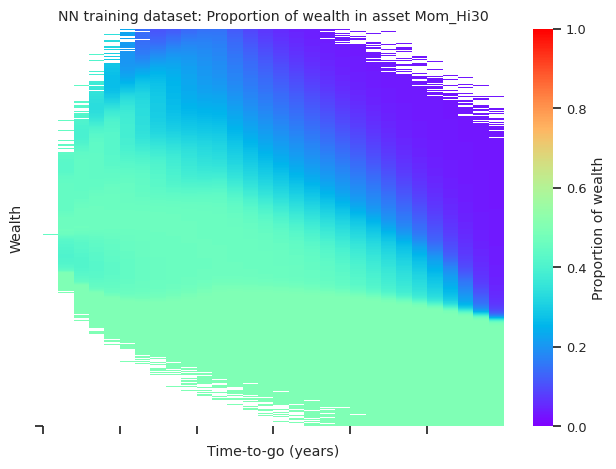 NN training dataset: Proportion of wealth in asset Mom_Hi30
Wealth
Time-to-go (years)
1.0
0.8
0.6
0.4
0.2
0.0
Proportion of wealth